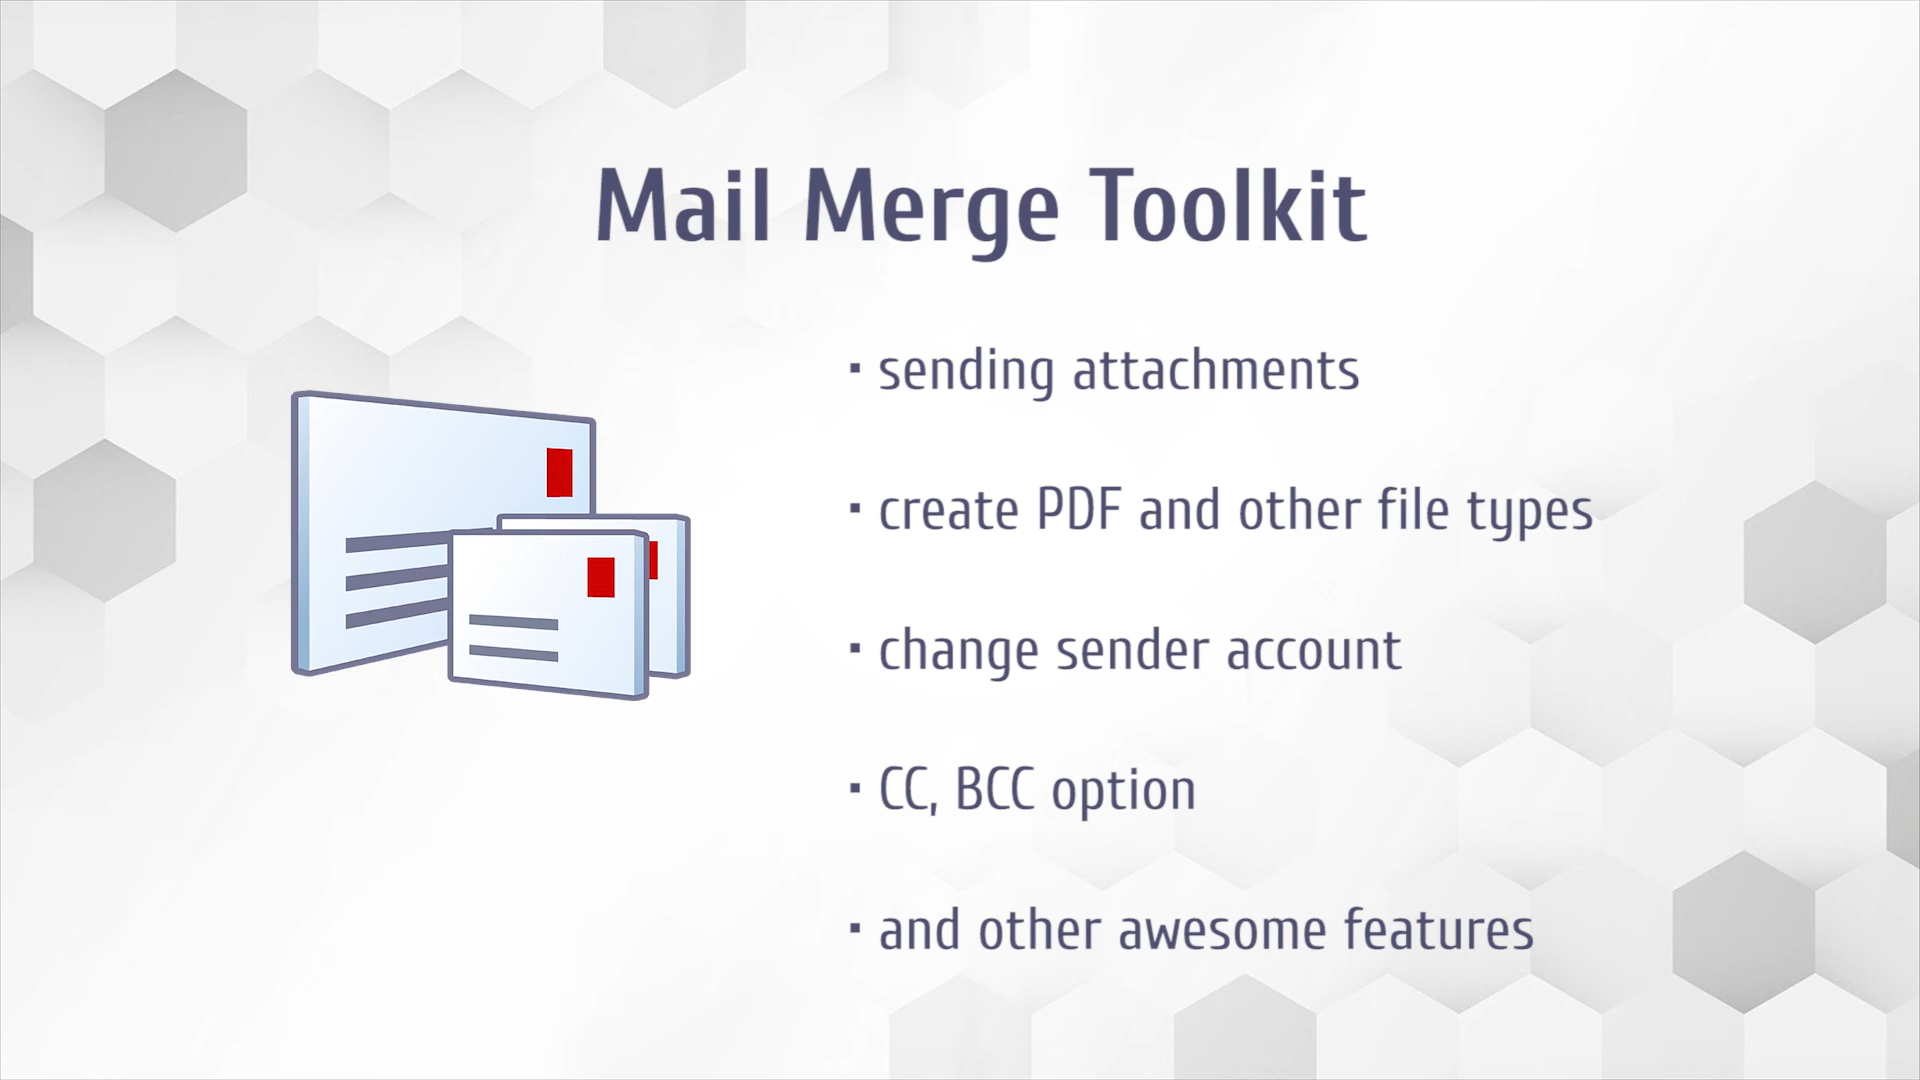 Mail Merge Toolkit
▪ sending attachments
▪ create PDF and other file types
▪ change sender account
▪ CC, BCC option
▪ and other awesome features